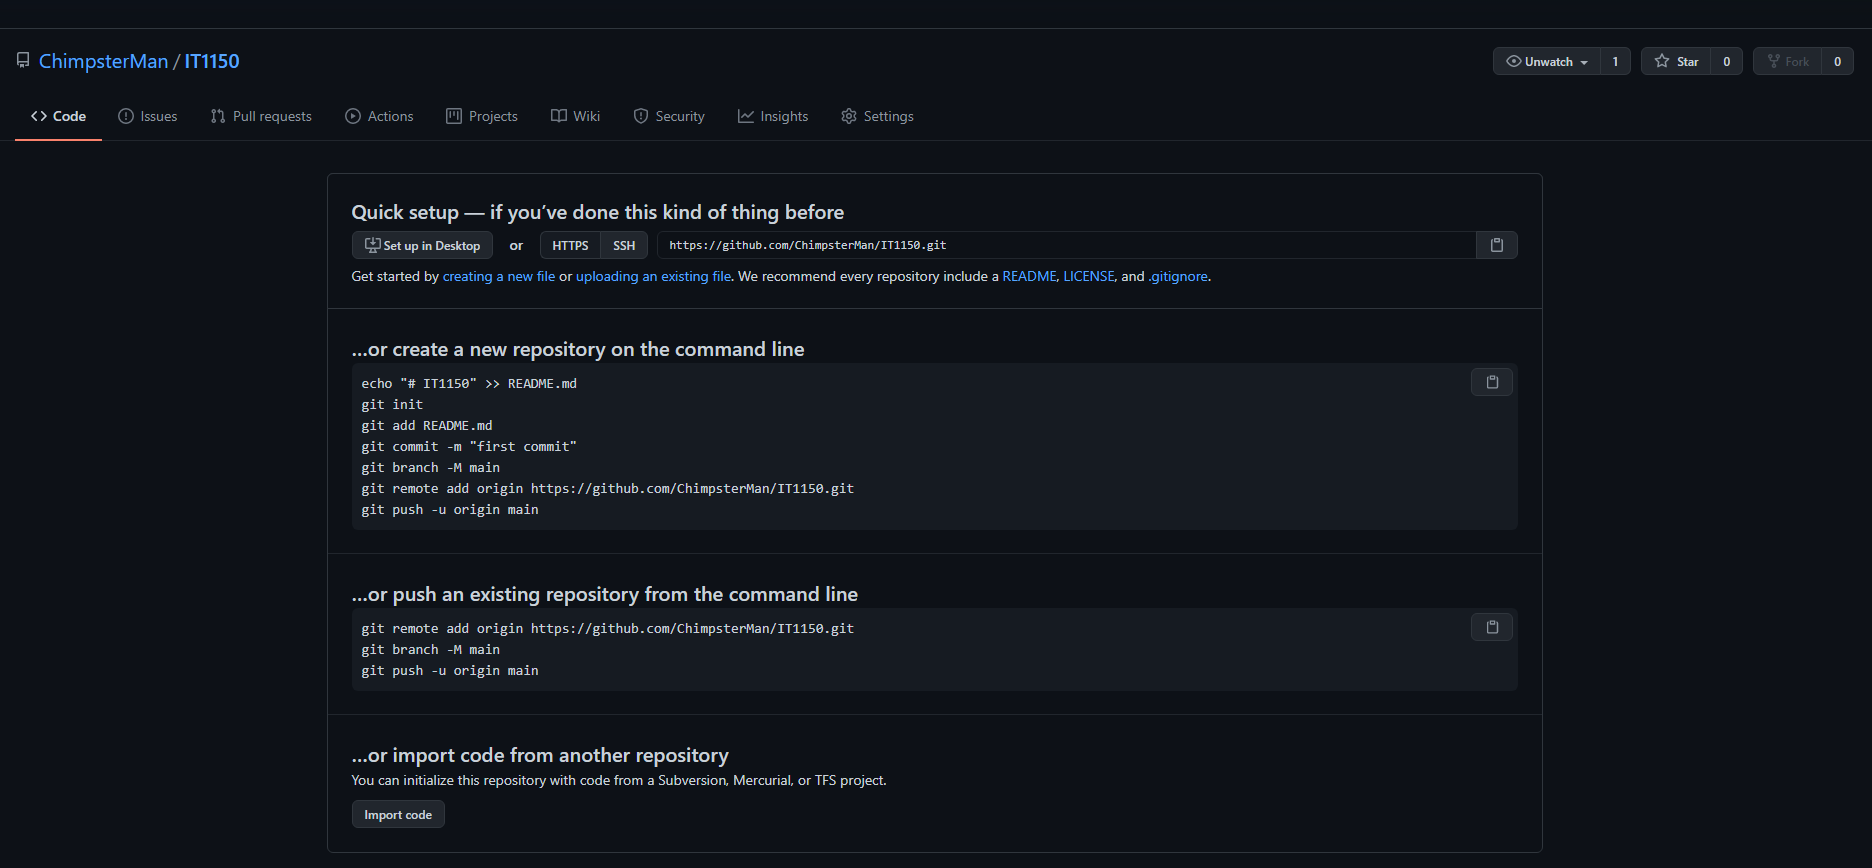 ChimpsterMan / IT1150
Unwatch 1 Star 0 Fork 0
Code Issues Pull requests Actions Projects Wiki Security Insights Settings
Quick setup — if you’ve done this kind of thing before
Set up in Desktop or HTTPS SSH https://github.com/ChimpsterMan/IT1150.git
Get started by creating a new file or uploading an existing file. We recommend every repository include a README, LICENSE, and .gitignore.
…or create a new repository on the command line
echo "# IT1150" >> README.md
git init
git add README.md
git commit -m "first commit"
git branch -M main
git remote add origin https://github.com/ChimpsterMan/IT1150.git
git push -u origin main
…or push an existing repository from the command line
git remote add origin https://github.com/ChimpsterMan/IT1150.git
git branch -M main
git push -u origin main
…or import code from another repository
You can initialize this repository with code from a Subversion, Mercurial, or TFS project.
Import code